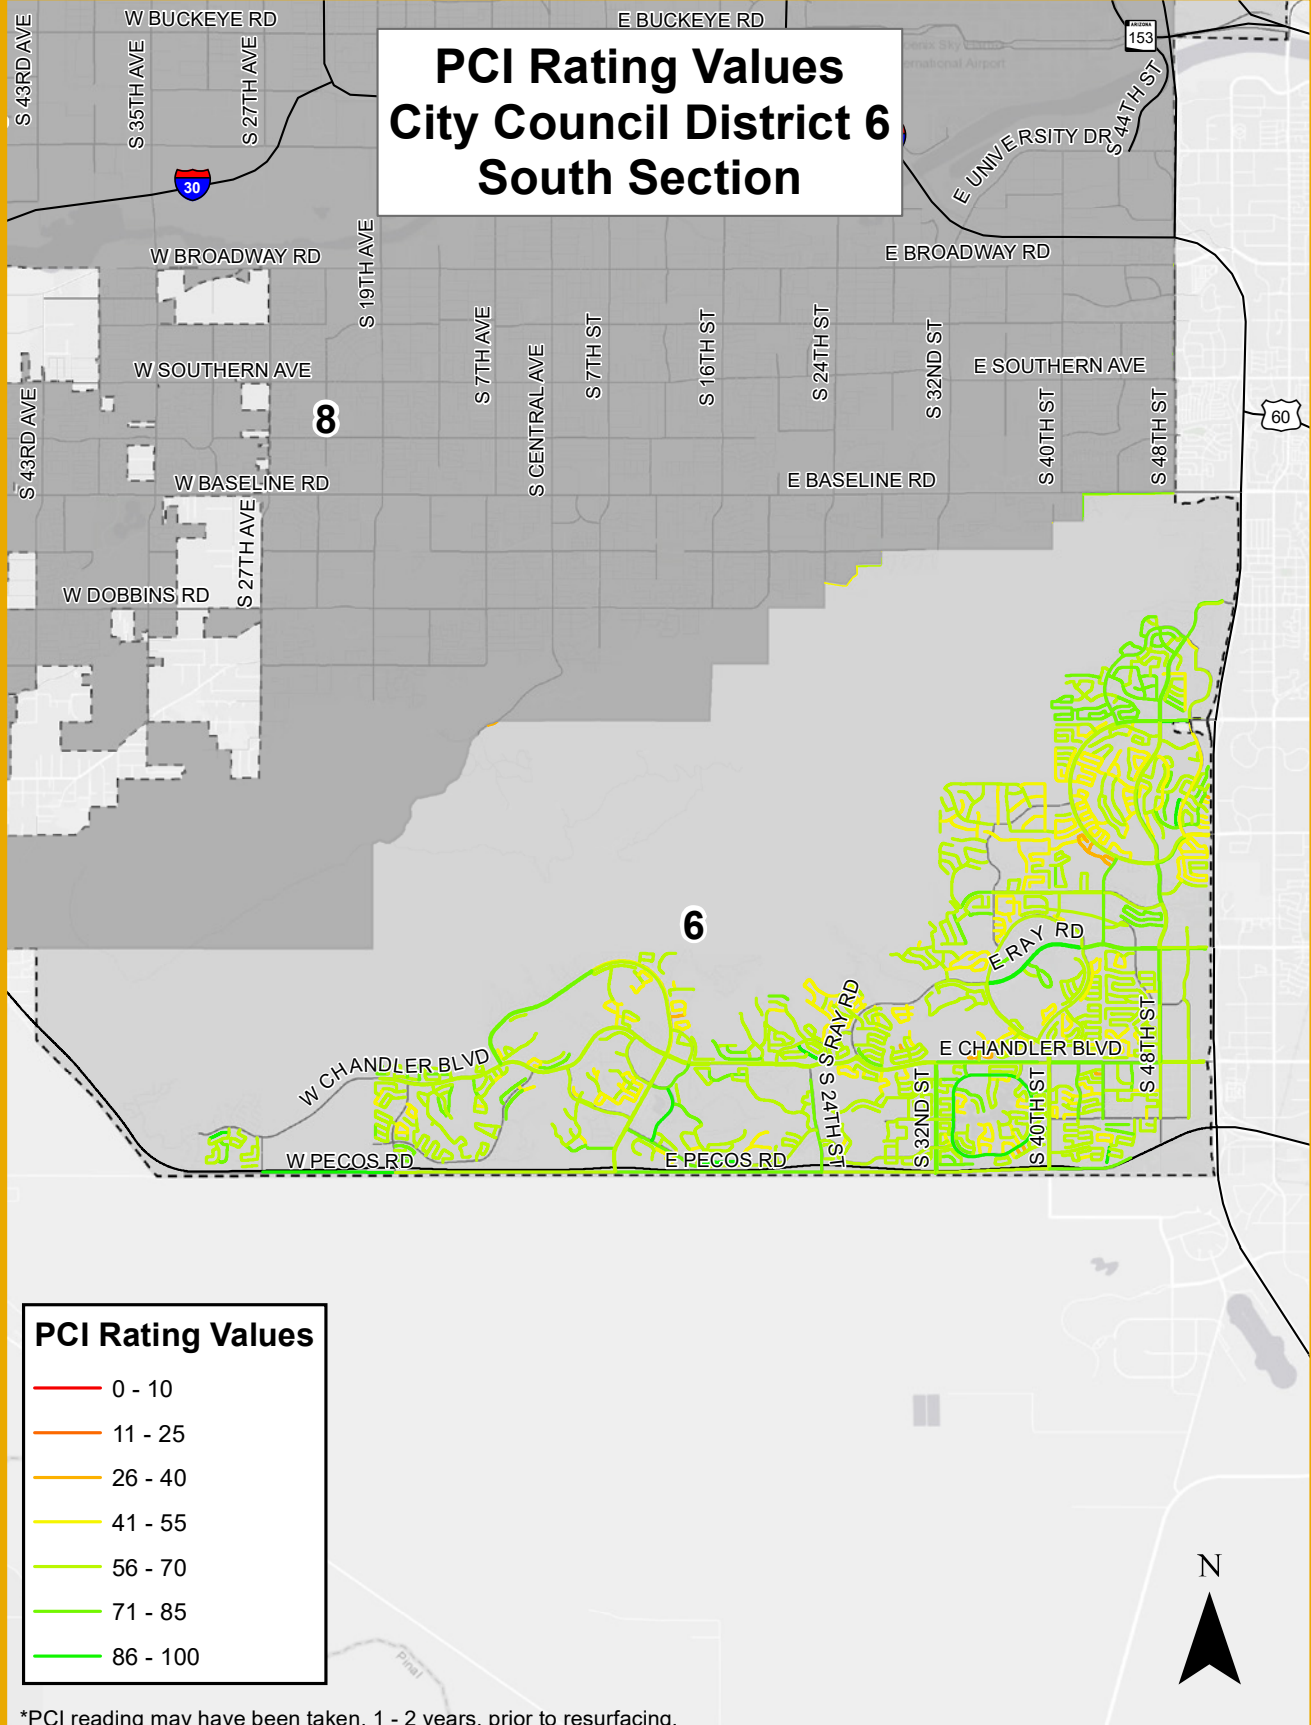 PCI Rating Values
City Council District 6
South Section
W BUCKEYE RD
E BUCKEYE RD
S 43RD AVE
S 35TH AVE
S 27TH AVE
ARIZONA
153
S 44TH ST
E UNIVERSITY DR
30
W BROADWAY RD
E BROADWAY RD
S 19TH AVE
S 7TH AVE
S CENTRAL AVE
S 7TH ST
S 16TH ST
S 24TH ST
S 32ND ST
W SOUTHERN AVE
E SOUTHERN AVE
S 43RD AVE
8
S 40TH ST
S 48TH ST
60
W BASELINE RD
E BASELINE RD
S 27TH AVE
W DOBBINS RD
6
E RAY RD
S RAY RD
W CHANDLER BLVD
E CHANDLER BLVD
S 48TH ST
S 24TH ST
S 32ND ST
S 40TH ST
W PECOS RD
E PECOS RD
PCI Rating Values
0 - 10
11 - 25
26 - 40
41 - 55
56 - 70
71 - 85
86 - 100
N
Pinal
*PCI reading may have been taken, 1 - 2 years, prior to resurfacing.